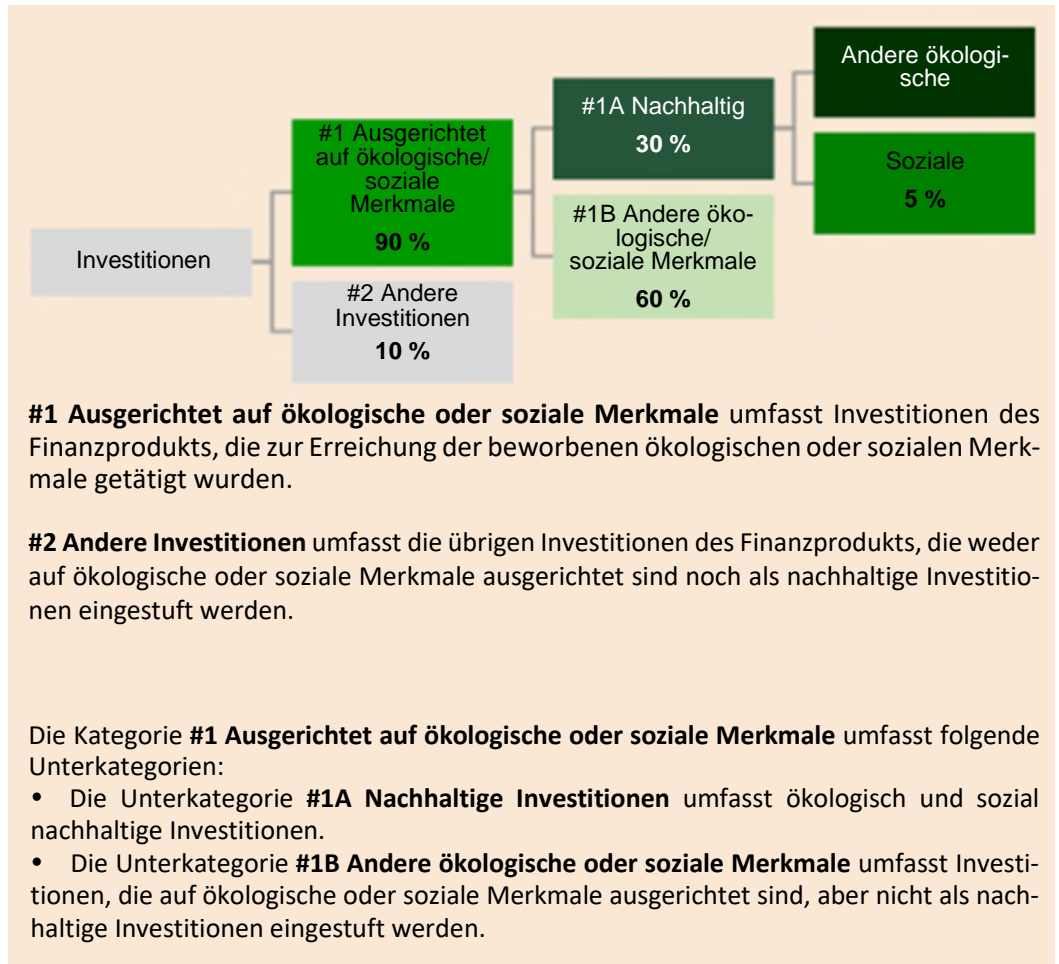 Investitionen
#1 Ausgerichtet
auf ökologische/
soziale
Merkmale
90 %
#2 Andere
Investitionen
10 %
#1A Nachhaltig
30 %
#1B Andere öko-
logische/
soziale Merkmale
60 %
Andere ökologi-
sche
Soziale
5 %
#1 Ausgerichtet auf ökologische oder soziale Merkmale umfasst Investitionen des
Finanzprodukts, die zur Erreichung der beworbenen ökologischen oder sozialen Merk-
male getätigt wurden.
#2 Andere Investitionen umfasst die übrigen Investitionen des Finanzprodukts, die weder
auf ökologische oder soziale Merkmale ausgerichtet sind noch als nachhaltige Investitio-
nen eingestuft werden.
Die Kategorie #1 Ausgerichtet auf ökologische oder soziale Merkmale umfasst folgende
Unterkategorien:
• Die Unterkategorie #1A Nachhaltige Investitionen umfasst ökologisch und sozial
nachhaltige Investitionen.
• Die Unterkategorie #1B Andere ökologische oder soziale Merkmale umfasst Investi-
tionen, die auf ökologische oder soziale Merkmale ausgerichtet sind, aber nicht als nach-
haltige Investitionen eingestuft werden.